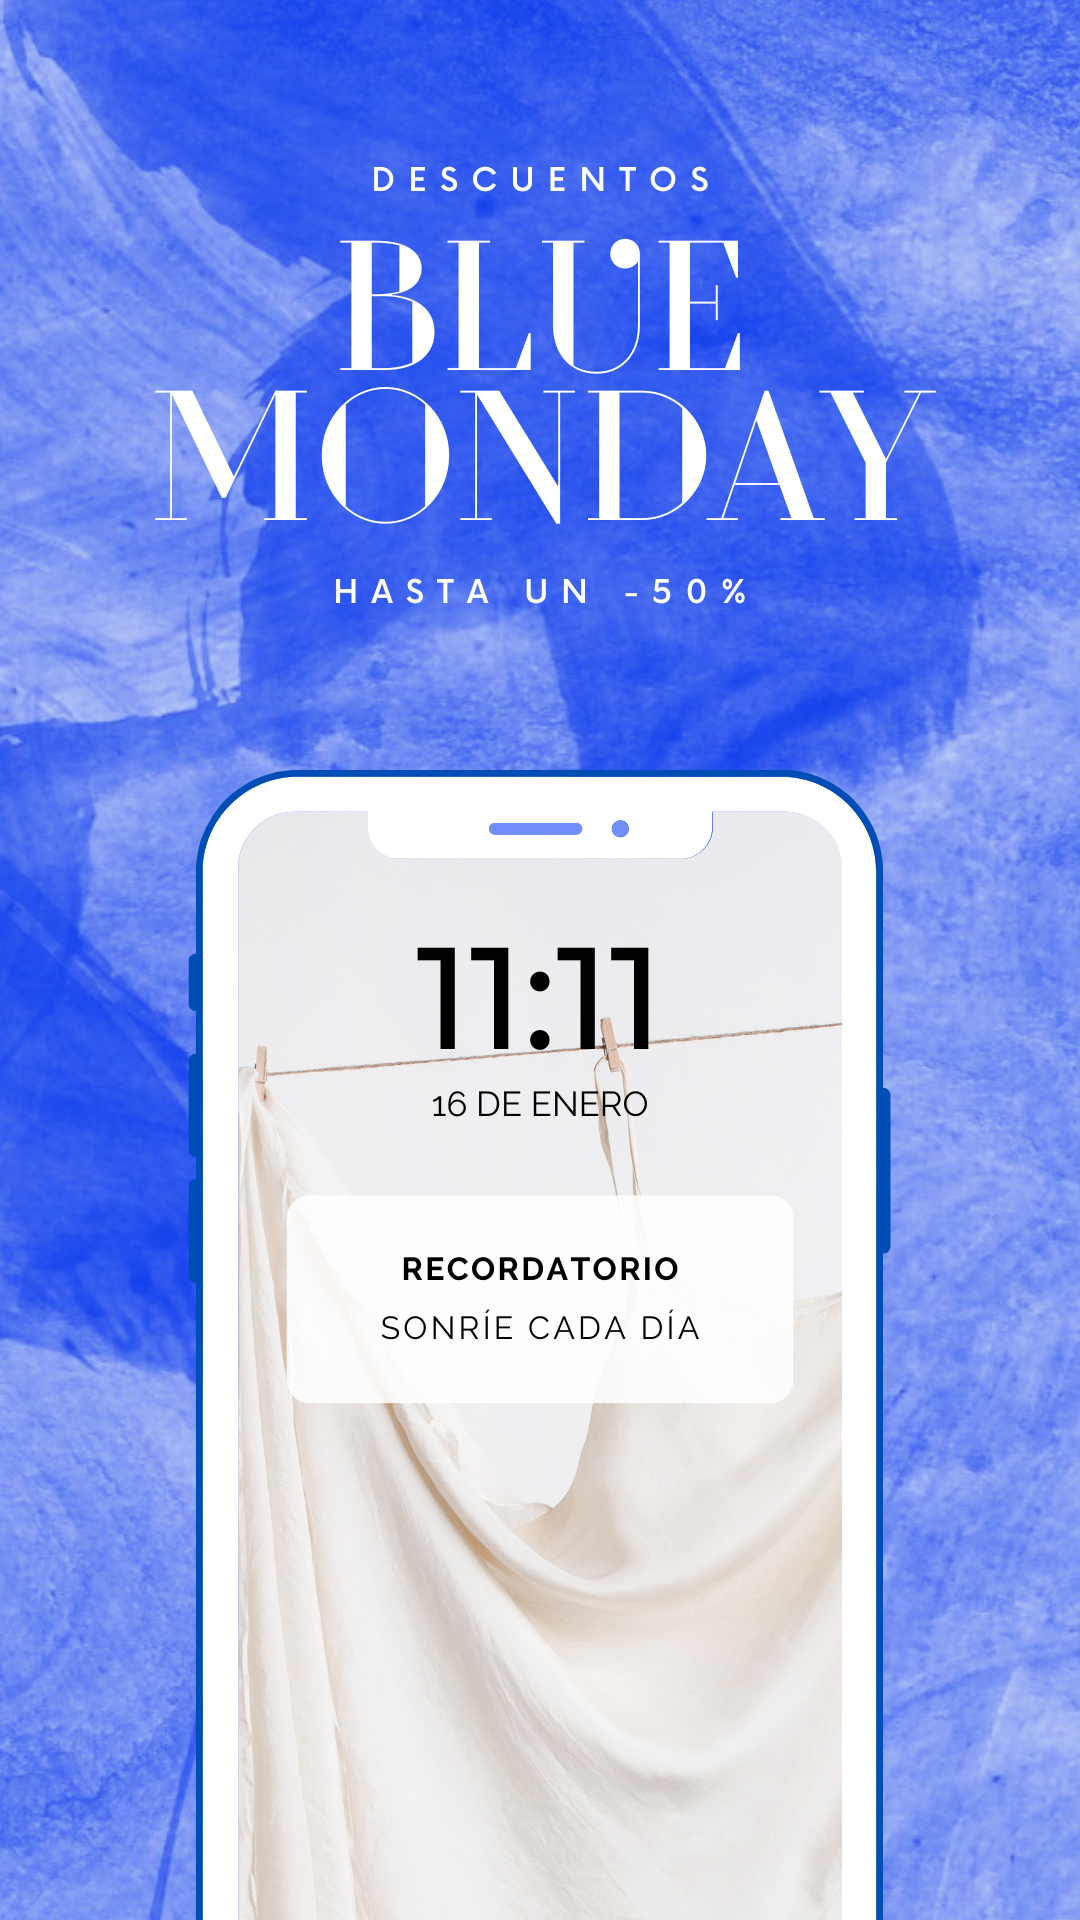 DESCUENTOS
BLUE
MONDAY
HASTA UN -50%
11:11
16 DE ENERO
RECORDATORIO
SONRÍE CADA DÍA